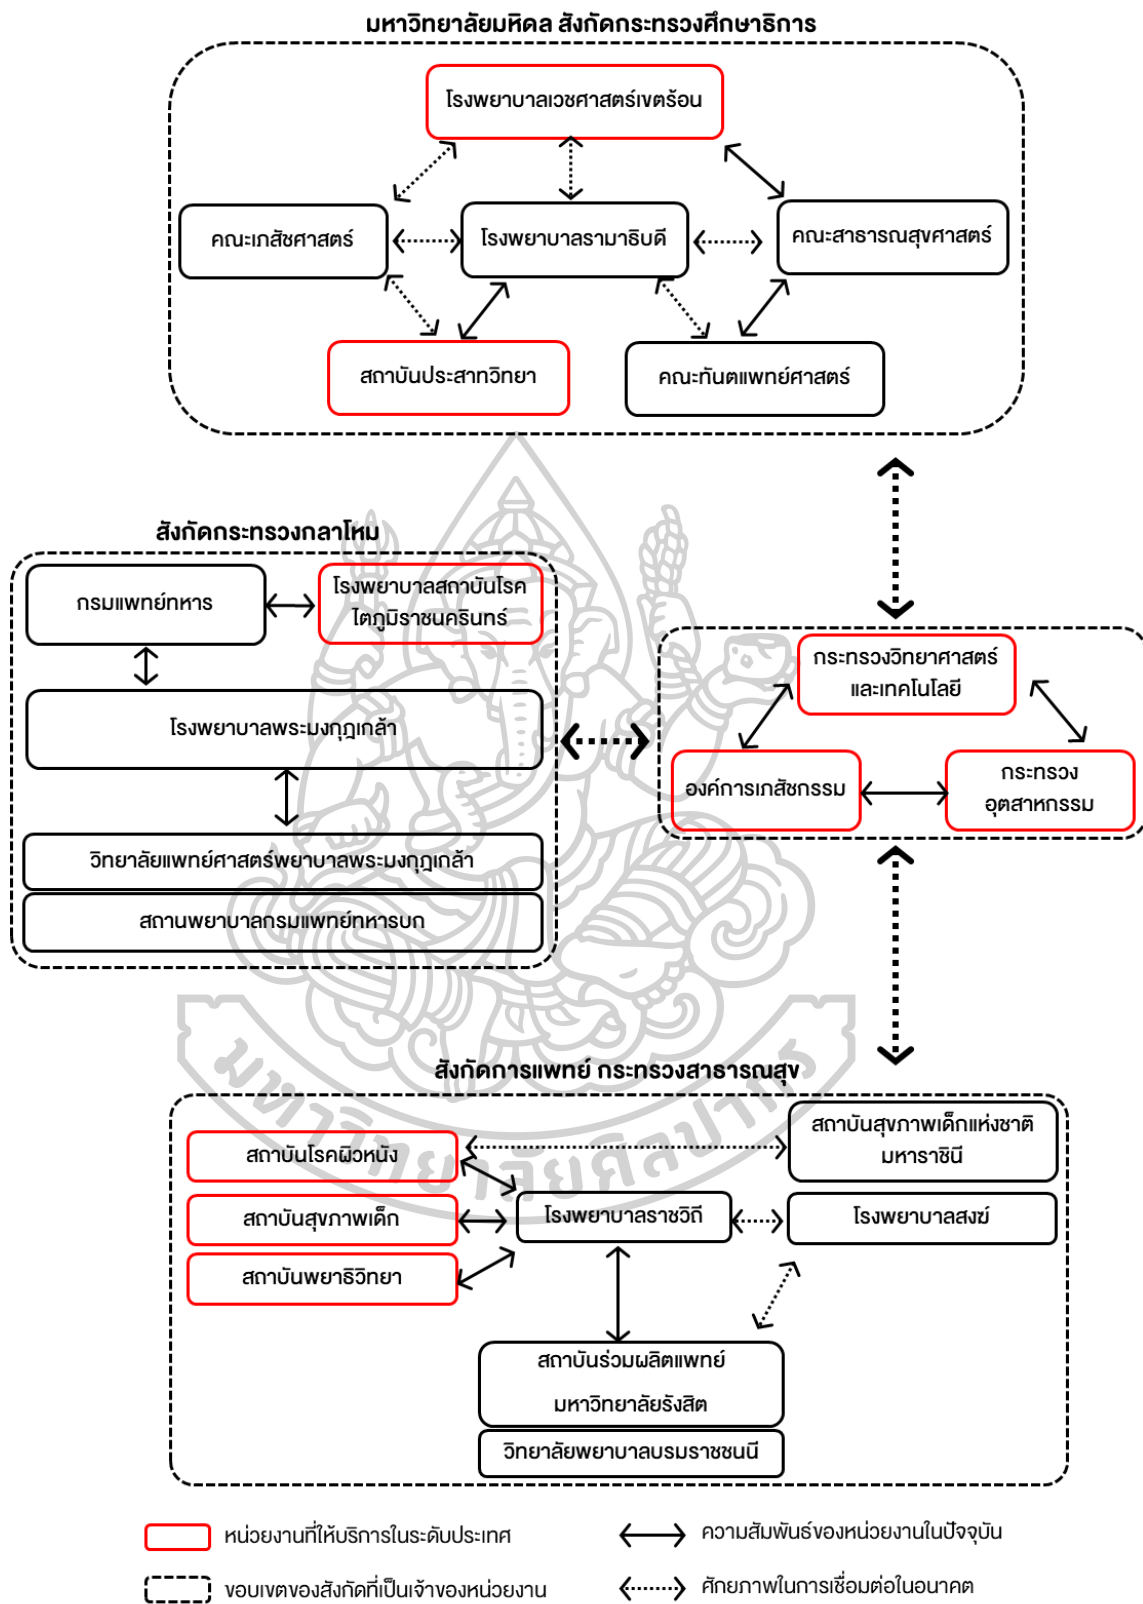 มหาวิทยาลัยมหิดล สังกัดกระทรวงศึกษาธิการ
โรงพยาบาลเวชศาสตร์เขตร้อน
คณะเภสัชศาสตร์
โรงพยาบาลรามาธิบดี
คณะสาธารณสุขศาสตร์
สถาบันประสาทวิทยา
คณะทันตแพทย์ศาสตร์
สังกัดกระทรวงกลาโหม
กรมแพทย์ทหาร
โรงพยาบาลสถาบันโรค
ไตภูมิราชนครินทร์
โรงพยาบาลพระมงกุฎเกล้า
วิทยาลัยแพทย์ศาสตร์พยาบาลพระมงกุฎเกล้า
สถานพยาบาลกรมแพทย์ทหารบก
กระทรวงวิทยาศาสตร์
และเทคโนโลยี
องค์การเภสัชกรรม
กระทรวง
อุตสาหกรรม
สังกัดการแพทย์ กระทรวงสาธารณสุข
สถาบันโรคผิวหนัง
สถาบันสุขภาพเด็กแห่งชาติ
มหาราชินี
สถาบันสุขภาพเด็ก
โรงพยาบาลราชวิถี
โรงพยาบาลสงฆ์
สถาบันพยาธิวิทยา
สถาบันร่วมผลิตแพทย์
มหาวิทยาลัยรังสิต
วิทยาลัยพยาบาลบรมราชชนนี
มหาวิทยาลัยศิลปากร
หน่วยงานที่ให้บริการในระดับประเทศ
ความสัมพันธ์ของหน่วยงานในปัจจุบัน
ขอบเขตของสังกัดที่เป็นเจ้าของหน่วยงาน
ศักยภาพในการเชื่อมต่อในอนาคต